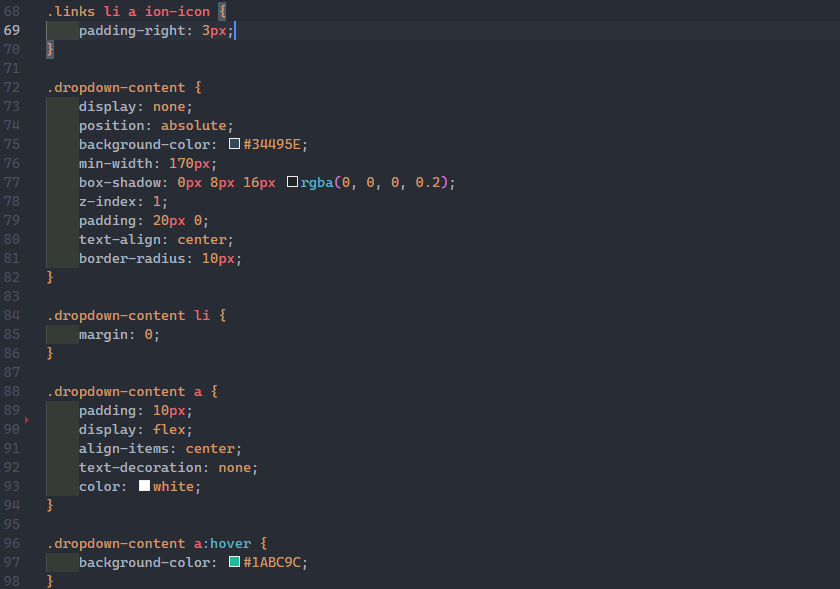 68 .links li a ion-icon {
69     padding-right: 3px;
70 }
71
72 .dropdown-content {
73     display: none;
74     position: absolute;
75     background-color: #34495E;
76     min-width: 170px;
77     box-shadow: 0px 8px 16px rgba(0, 0, 0, 0.2);
78     z-index: 1;
79     padding: 20px 0;
80     text-align: center;
81     border-radius: 10px;
82 }
83
84 .dropdown-content li {
85     margin: 0;
86 }
87
88 .dropdown-content a {
89     padding: 10px;
90     display: flex;
91     align-items: center;
92     text-decoration: none;
93     color: white;
94 }
95
96 .dropdown-content a:hover {
97     background-color: #1ABC9C;
98 }